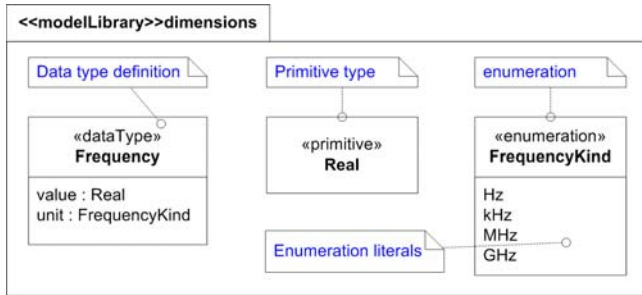 <<modelLibrary>>dimensions
Data type definition
Primitive type
enumeration
«dataType»
Frequency
value : Real
unit : FrequencyKind
«primitive»
Real
«enumeration»
FrequencyKind
Hz
kHz
MHz
GHz
Enumeration literals